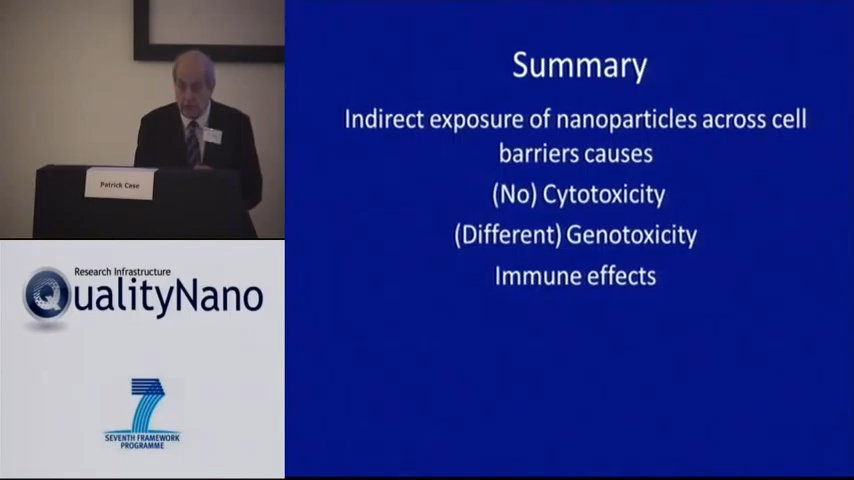 Patrick Case
Research Infrastructure
QualityNano
SEVENTH FRAMEWORK
PROGRAMME
Summary
Indirect exposure of nanoparticles across cell
barriers causes
(No) Cytotoxicity
(Different) Genotoxicity
Immune effects